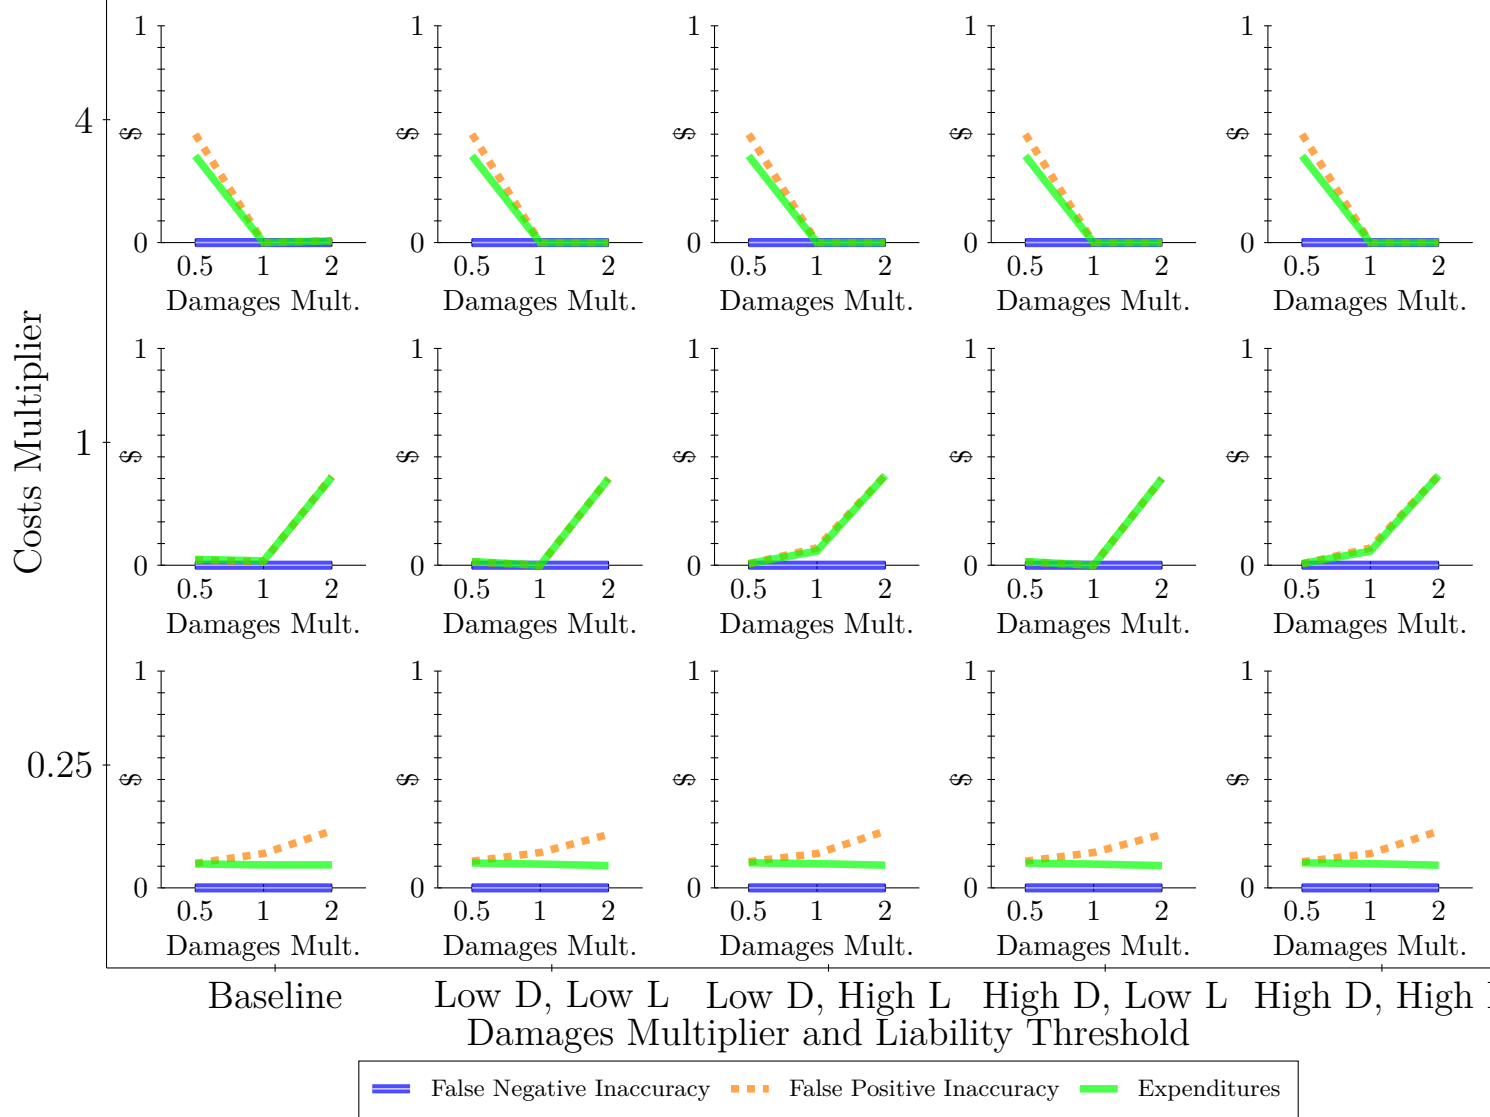 1 1 1 1 1
4
$ $ $ $ $
0 0 0 0 0
0.5 1 2 0.5 1 2 0.5 1 2 0.5 1 2 0.5 1 2
Damages Mult. Damages Mult. Damages Mult. Damages Mult. Damages Mult.
Costs Multiplier
1 1 1 1 1
1
$ $ $ $ $
0 0 0 0 0
0.5 1 2 0.5 1 2 0.5 1 2 0.5 1 2 0.5 1 2
Damages Mult. Damages Mult. Damages Mult. Damages Mult. Damages Mult.
1 1 1 1 1
0.25
$ $ $ $ $
0 0 0 0 0
0.5 1 2 0.5 1 2 0.5 1 2 0.5 1 2 0.5 1 2
Damages Mult. Damages Mult. Damages Mult. Damages Mult. Damages Mult.
Baseline Low D, Low L Low D, High L High D, Low L High D, High
Damages Multiplier and Liability Threshold
False Negative Inaccuracy False Positive Inaccuracy Expenditures